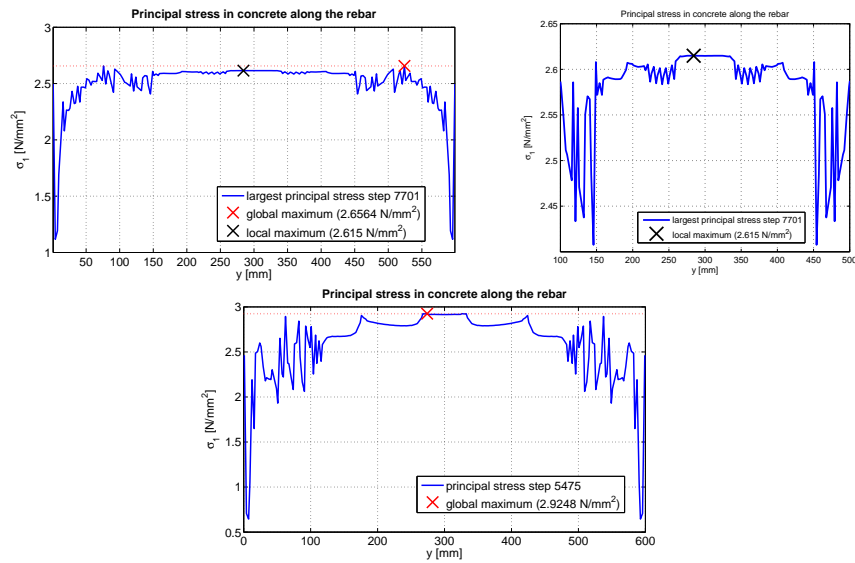 Principal stress in concrete along the rebar
3
2.5
2
1.5
1
σ1 [N/mm2]
largest principal stress step 7701
global maximum (2.6564 N/mm2)
local maximum (2.615 N/mm2)
50 100 150 200 250 300 350 400 450 500 550
y [mm]
Principal stress in concrete along the rebar
2.65
2.6
2.55
2.5
2.45
σ1 [N/mm2]
largest principal stress step 7701
local maximum (2.615 N/mm2)
100 150 200 250 300 350 400 450 500
y [mm]
Principal stress in concrete along the rebar
3
2.5
2
1.5
1
0.5
σ1 [N/mm2]
principal stress step 5475
global maximum (2.9248 N/mm2)
0 100 200 300 400 500 600
y [mm]